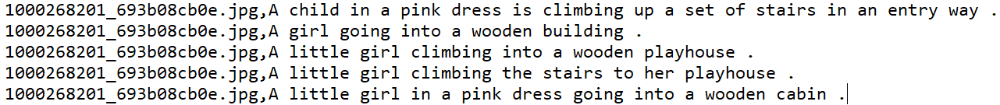 1000268201_693b08cb0e.jpg,A child in a pink dress is climbing up a set of stairs in an entry way .
1000268201_693b08cb0e.jpg,A girl going into a wooden building .
1000268201_693b08cb0e.jpg,A little girl climbing into a wooden playhouse .
1000268201_693b08cb0e.jpg,A little girl climbing the stairs to her playhouse .
1000268201_693b08cb0e.jpg,A little girl in a pink dress going into a wooden cabin .